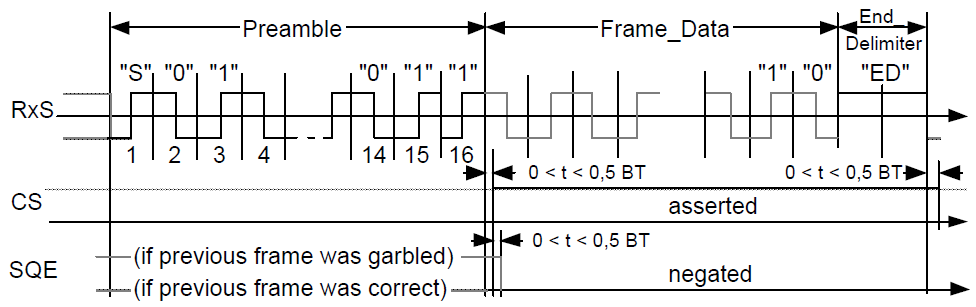 Preamble Frame_Data End_
Delimiter
"S" "0" "1" "0" "1" "1" "1" "0" "ED"
RxS
1 2 3 4 14 15 16
0 < t < 0,5 BT 0 < t < 0,5 BT
CS
asserted
0 < t < 0,5 BT
(if previous frame was garbled)
SQE
negated
(if previous frame was correct)